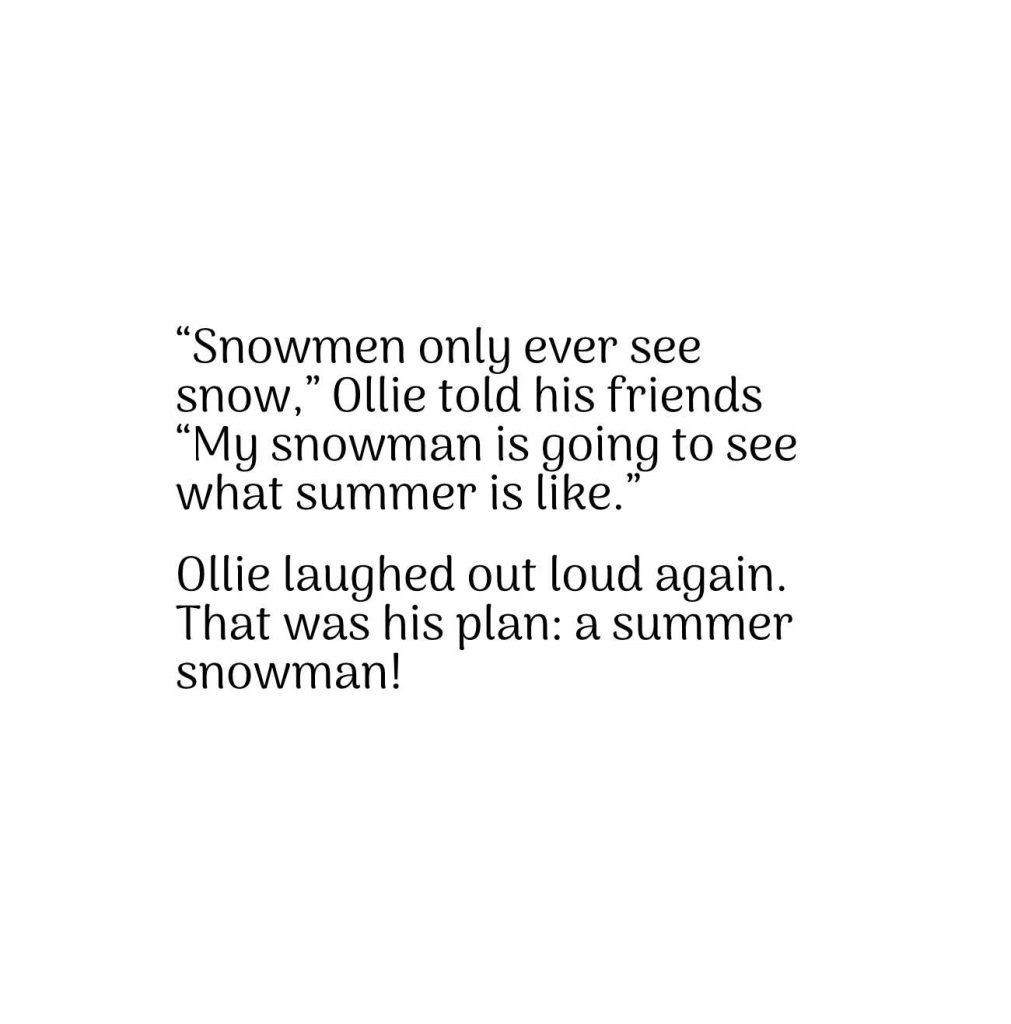 “Snowmen only ever see
snow,” Ollie told his friends
“My snowman is going to see
what summer is like.”
Ollie laughed out loud again.
That was his plan: a summer
snowman!